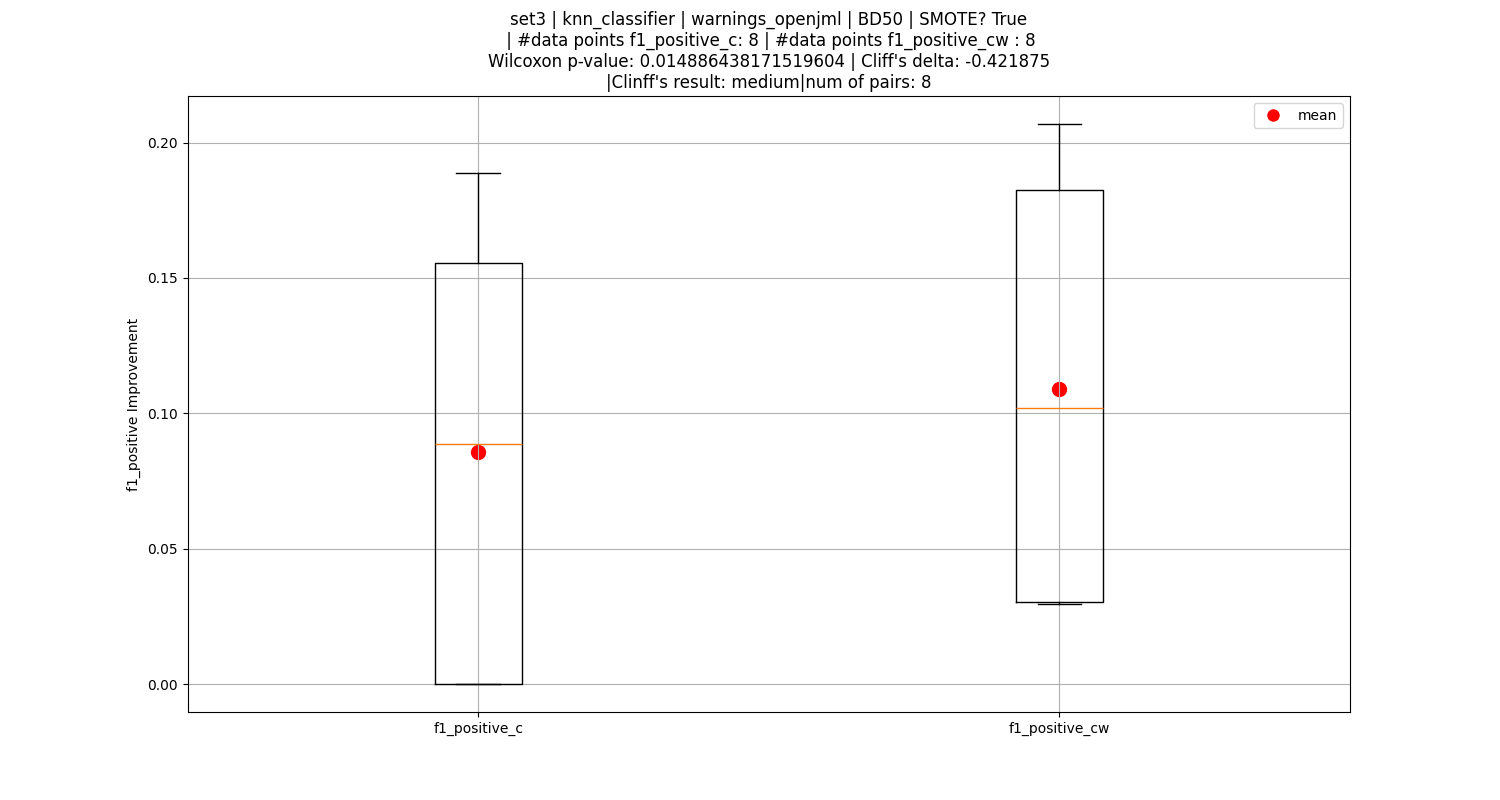 set3 | knn_classifier | warnings_openjml | BD50 | SMOTE? True
| #data points f1_positive_c: 8 | #data points f1_positive_cw : 8
Wilcoxon p-value: 0.014886438171519604 | Cliff's delta: -0.421875
|Clinff's result: medium|num of pairs: 8
mean
0.20
0.15
0.10
0.05
0.00
f1_positive Improvement
f1_positive_c
f1_positive_cw